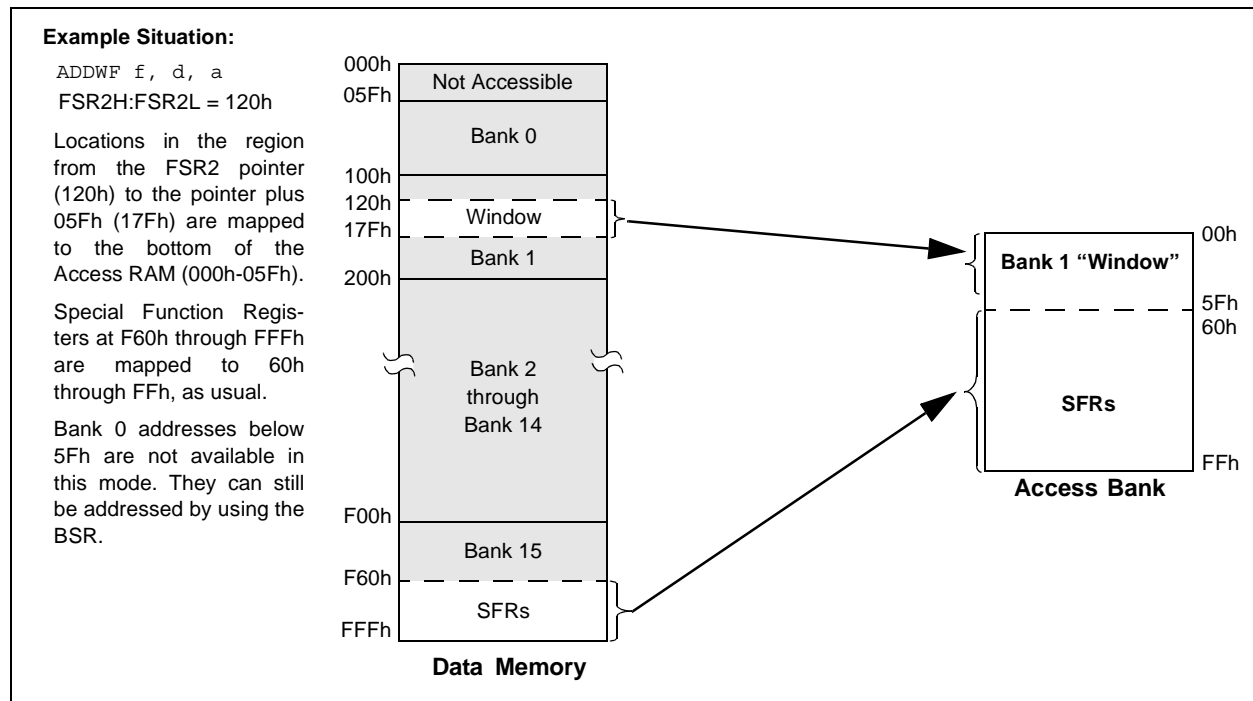 Example Situation:
ADDWF f, d, a
FSR2H:FSR2L = 120h
Locations in the region
from the FSR2 pointer
(120h) to the pointer plus
05Fh (17Fh) are mapped
to the bottom of the
Access RAM (000h-05Fh).
Special Function Regis-
ters at F60h through FFFh
are mapped to 60h
through FFh, as usual.
Bank 0 addresses below
5Fh are not available in
this mode. They can still
be addressed by using the
BSR.
000h
Not Accessible
05Fh
Bank 0
100h
120h
Window
17Fh
Bank 1
200h
Bank 2
through
Bank 14
F00h
Bank 15
F60h
SFRs
FFFh
Data Memory
00h
Bank 1 “Window”
5Fh
60h
SFRs
FFh
Access Bank